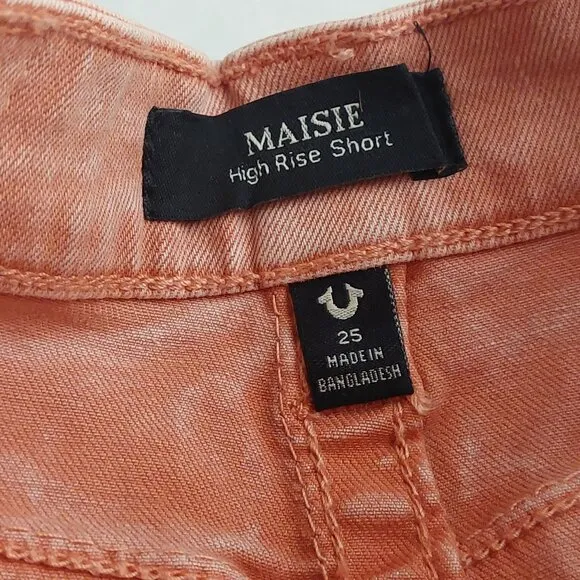 MAISIE
High Rise Short
25
MADE IN
BANGLADESH